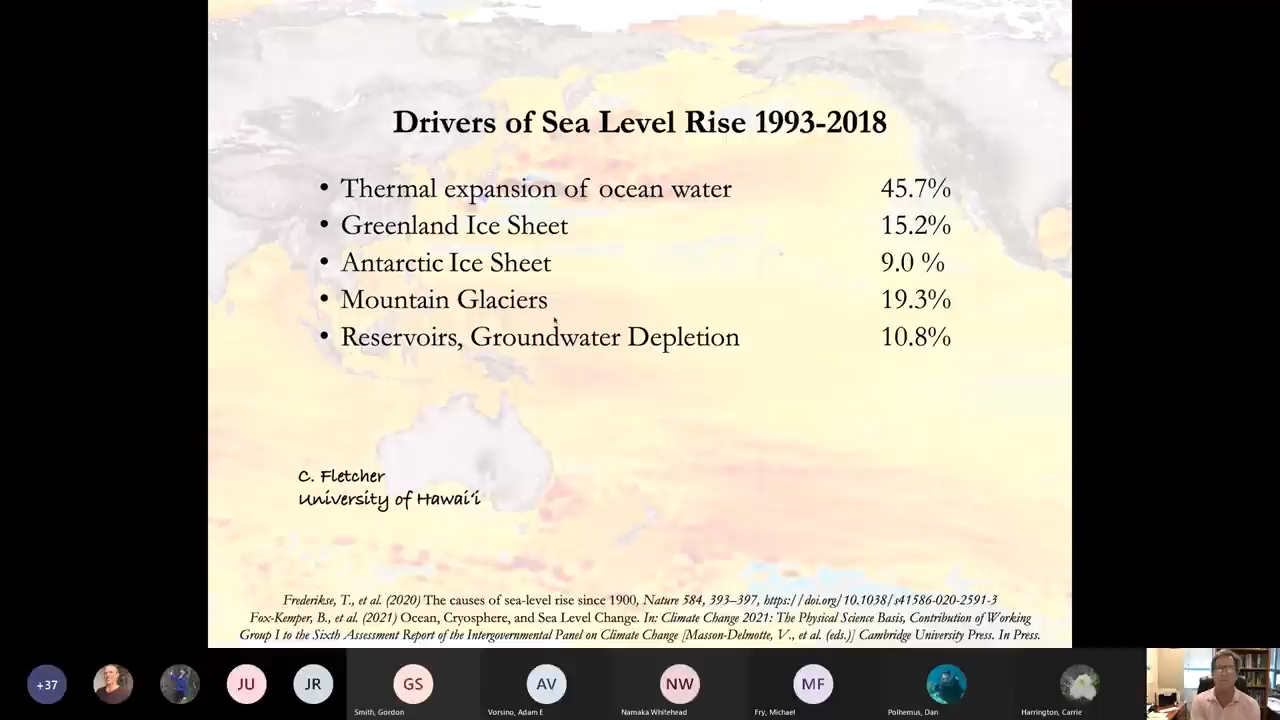 Drivers of Sea Level Rise 1993-2018
• Thermal expansion of ocean water 45.7%
• Greenland Ice Sheet 15.2%
• Antarctic Ice Sheet 9.0 %
• Mountain Glaciers 19.3%
• Reservoirs, Groundwater Depletion 10.8%
C. Fletcher
University of Hawai‘i
Frederikse, T., et al. (2020) The causes of sea-level rise since 1900, Nature 584, 393–397, https://doi.org/10.1038/s41586-020-2591-3
Fox-Kemper, B., et al. (2021) Ocean, Cryosphere, and Sea Level Change. In: Climate Change 2021: The Physical Science Basis, Contribution of Working
Group I to the Sixth Assessment Report of the Intergovernmental Panel on Climate Change [Masson-Delmotte, V., et al. (eds.)] Cambridge University Press. In Press.
+37 JU JR GS AV NW MF
Smith, Gordon Vorsino, Adam E Namaka Whitehead Fry, Michael Polhemus, Dan Harrington, Carrie